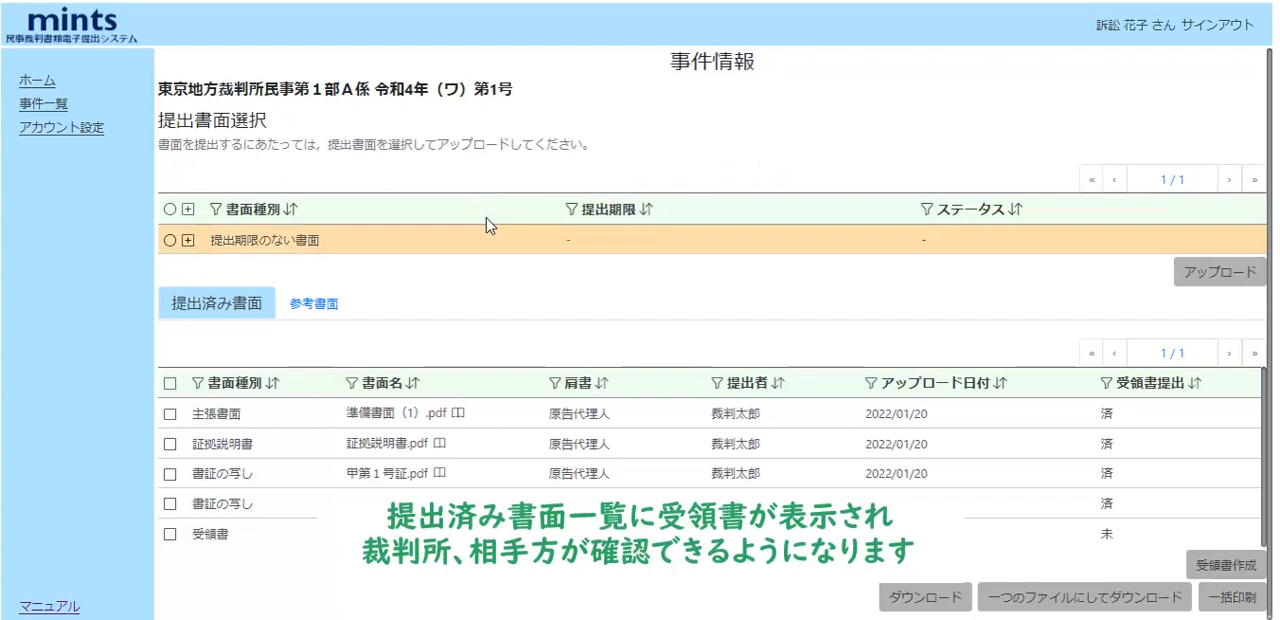 mints
民事裁判書類電子提出システム
訴訟 花子 さん サインアウト
ホーム
事件一覧
アカウント設定
マニュアル
事件情報
東京地方裁判所民事第１部Ａ係 令和4年（ワ）第1号
提出書面選択
書面を提出するにあたっては，提出書面を選択してアップロードしてください。
« ‹ 1 / 1 › »
書面種別 提出期限 ステータス
提出期限のない書面 - -
アップロード
提出済み書面 参考書面
« ‹ 1 / 1 › »
書面種別 書面名 肩書 提出者 アップロード日付 受領書提出
主張書面 準備書面（1）.pdf 原告代理人 裁判太郎 2022/01/20 済
証拠説明書 証拠説明書.pdf 原告代理人 裁判太郎 2022/01/20 済
書証の写し 甲第１号証.pdf 原告代理人 裁判太郎 2022/01/20 済
書証の写し 済
受領書 未
提出済み書面一覧に受領書が表示され
裁判所、相手方が確認できるようになります
受領書作成
ダウンロード 一つのファイルにしてダウンロード 一括印刷